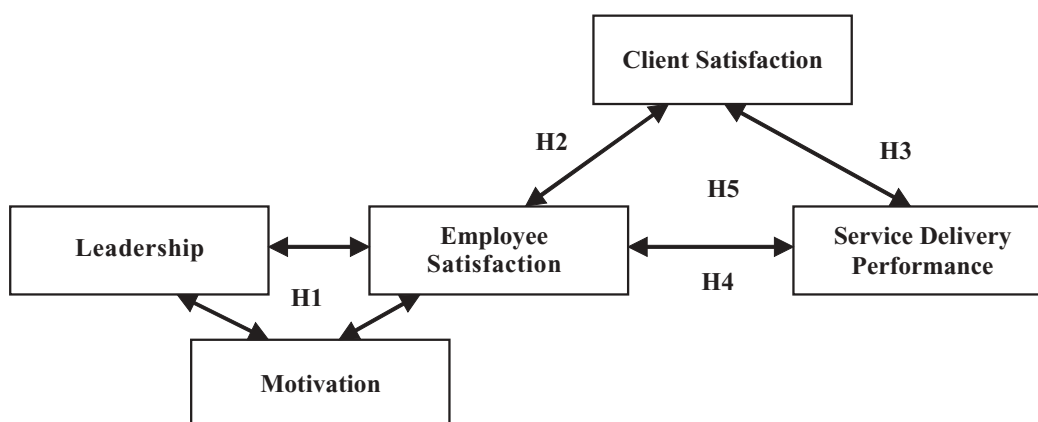 Client Satisfaction
H2
H3
H5
Leadership
Employee
Satisfaction
Service Delivery
Performance
H1
H4
Motivation